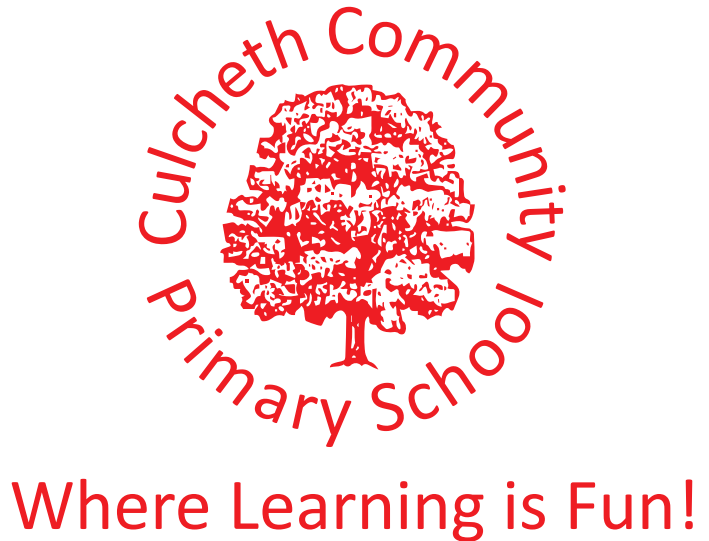 Culcheth Community
Primary School
Where Learning is Fun!